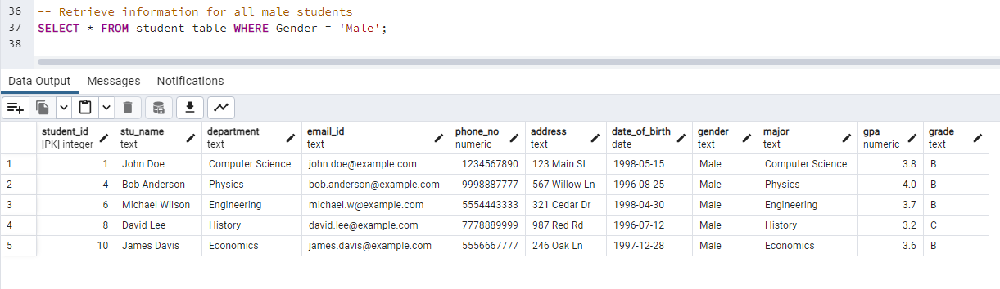 36 -- Retrieve information for all male students
37 SELECT * FROM student_table WHERE Gender = 'Male';
38
Data Output Messages Notifications
student_id stu_name department email_id phone_no address date_of_birth gender major gpa grade
[PK] integer text text text numeric text date text text numeric text
1 1 John Doe Computer Science john.doe@example.com 1234567890 123 Main St 1998-05-15 Male Computer Science 3.8 B
2 4 Bob Anderson Physics bob.anderson@example.com 9998887777 567 Willow Ln 1996-08-25 Male Physics 4.0 B
3 6 Michael Wilson Engineering michael.w@example.com 5554443333 321 Cedar Dr 1998-04-30 Male Engineering 3.7 B
4 8 David Lee History david.lee@example.com 7778889999 987 Red Rd 1996-07-12 Male History 3.2 C
5 10 James Davis Economics james.davis@example.com 5556667777 246 Oak Ln 1997-12-28 Male Economics 3.6 B